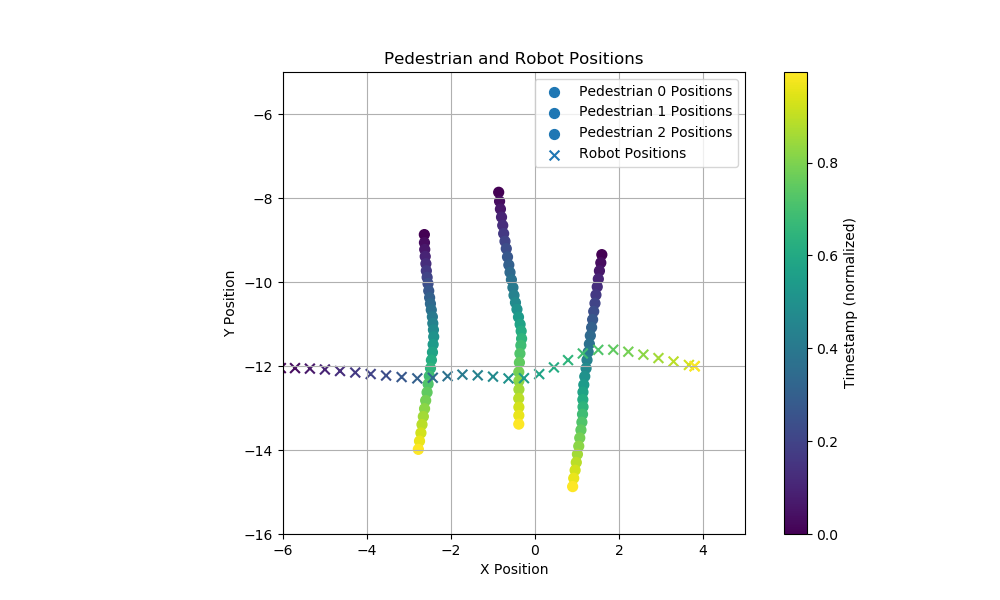 Pedestrian and Robot Positions
Pedestrian 0 Positions
Pedestrian 1 Positions
Pedestrian 2 Positions
Robot Positions
−6
−8
−10
−12
−14
−16
Y Position
−6
−4
−2
0
2
4
X Position
0.8
0.6
0.4
0.2
0.0
Timestamp (normalized)